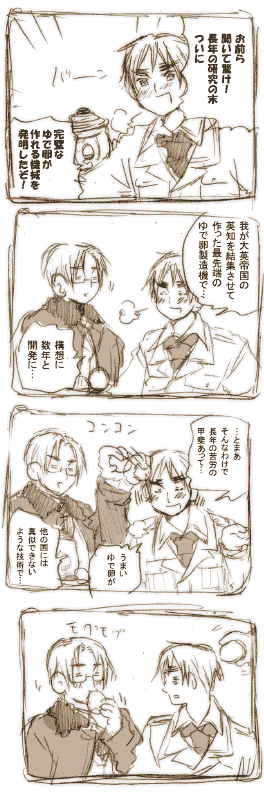 お前ら
聞いて驚け！
長年の研究の末
ついに
バーン
完璧な
ゆで卵が
作れる機械を
発明したぞ！
我が大英帝国の
英知を結集させて
作った最先端の
ゆで卵製造機で…
構想に
数年と
開発に…
…とまあ
そんなわけで
長年の苦労の
甲斐あって…
コンコン
うまい
ゆで卵が
他の国には
真似できない
ような技術で…
モグモグ